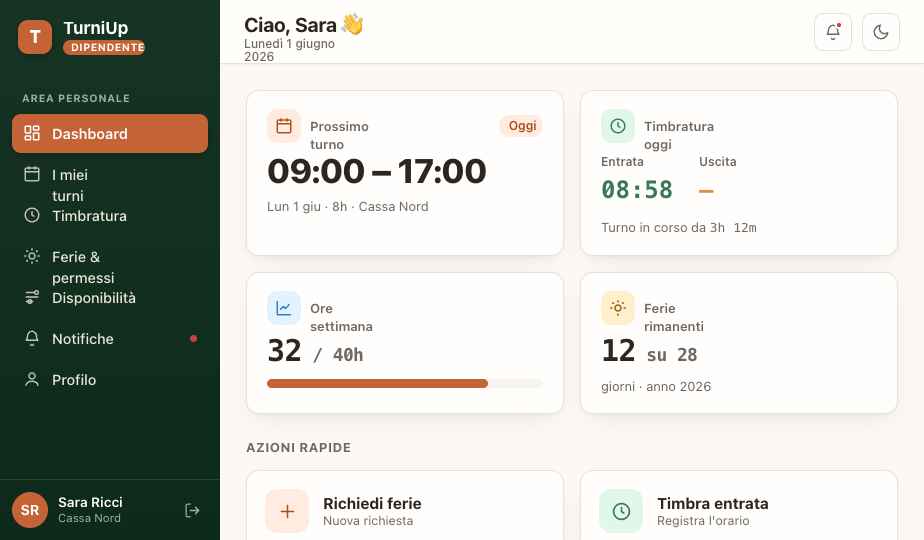 T
TurniUp
DIPENDENTE
AREA PERSONALE
Dashboard
I miei
turni
Timbratura
Ferie &
permessi
Disponibilità
Notifiche
Profilo
SR
Sara Ricci
Cassa Nord
Ciao, Sara 👋
Lunedì 1 giugno
2026
Prossimo
turno
Oggi
09:00 – 17:00
Lun 1 giu · 8h · Cassa Nord
Timbratura
oggi
Entrata Uscita
08:58 –
Turno in corso da 3h 12m
Ore
settimana
32 / 40h
Ferie
rimanenti
12 su 28
giorni · anno 2026
AZIONI RAPIDE
Richiedi ferie
Nuova richiesta
Timbra entrata
Registra l'orario